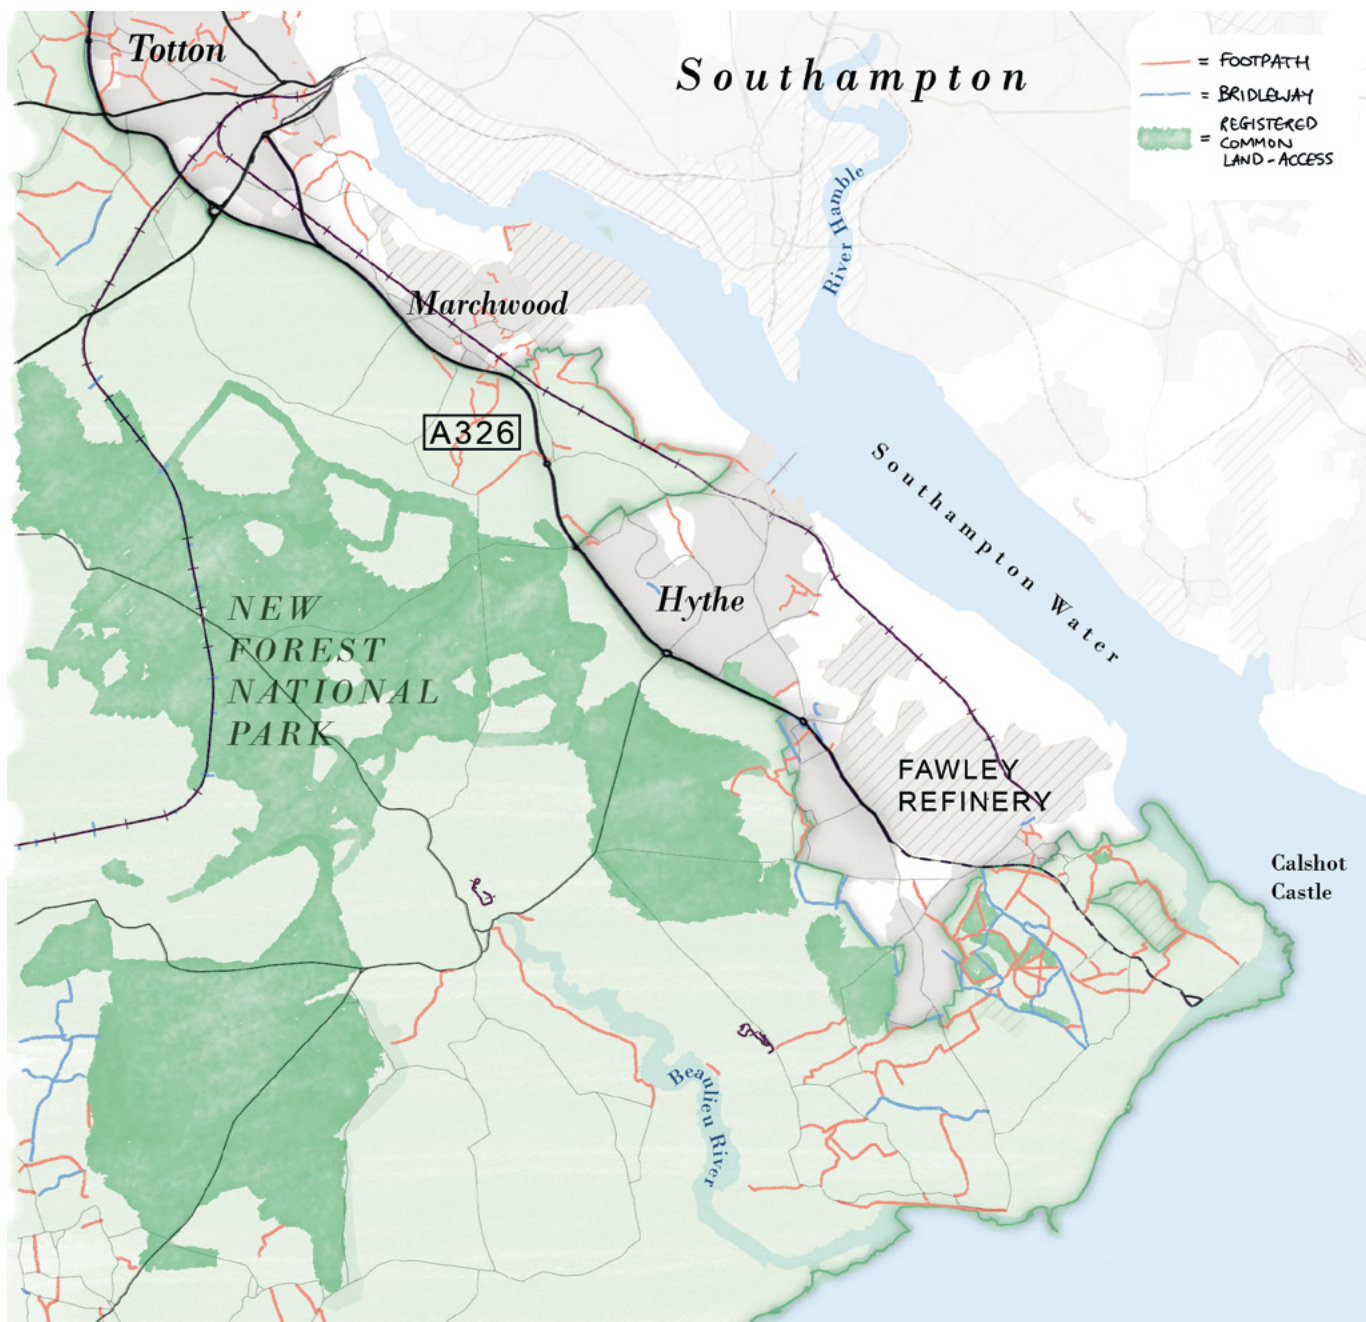 Totton
Southampton
= FOOTPATH
= BRIDLEWAY
= REGISTERED
COMMON
LAND-ACCESS
River Hamble
Marchwood
A326
Southampton Water
Hythe
NEW
FOREST
NATIONAL
PARK
FAWLEY
REFINERY
Calshot
Castle
Beaulieu River